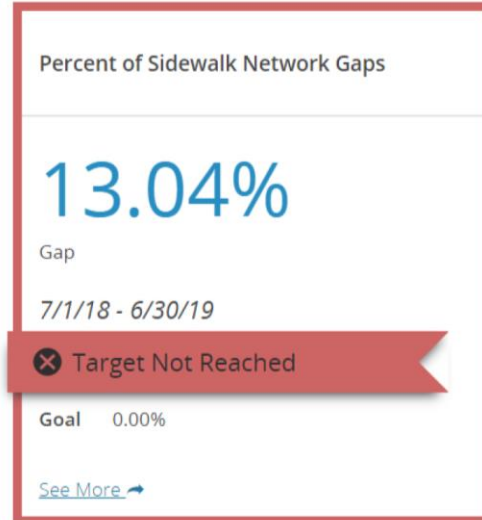 Percent of Sidewalk Network Gaps
13.04%
Gap
7/1/18 - 6/30/19
Target Not Reached
Goal 0.00%
See More